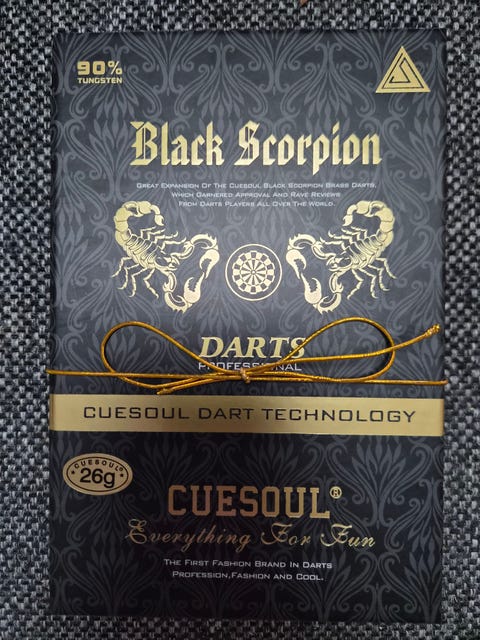 90%
TUNGSTEN
Black Scorpion
Great Expansion Of The Cuesoul Black Scorpion Brass Darts,
Which Garnered Approval And Rave Reviews
From Darts Players All Over The World.
DARTS
PROFESSIONAL
CUESOUL DART TECHNOLOGY
CUESOUL®
26g
CUESOUL®
Everything For Fun
The First Fashion Brand In Darts
Profession,Fashion and Cool.